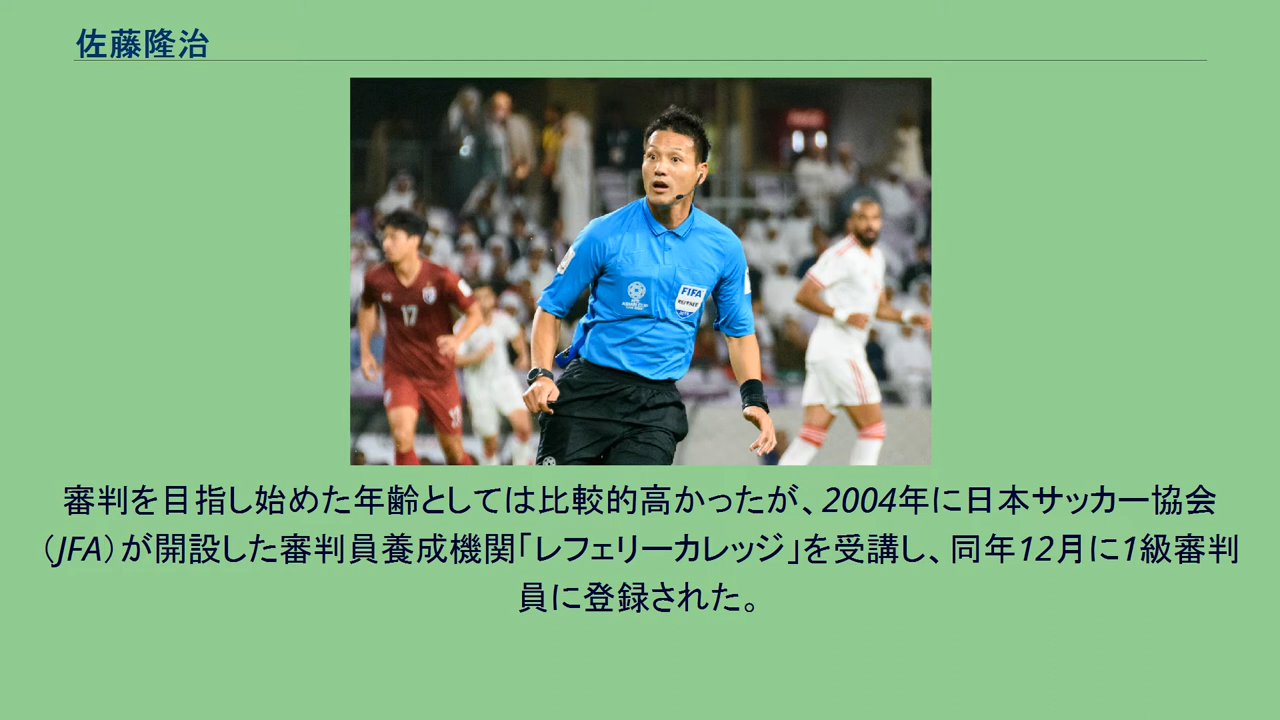 佐藤隆治
17
FIFA
REFEREE
審判を目指し始めた年齢としては比較的高かったが、2004年に日本サッカー協会
（JFA）が開設した審判員養成機関「レフェリーカレッジ」を受講し、同年12月に1級審判
員に登録された。